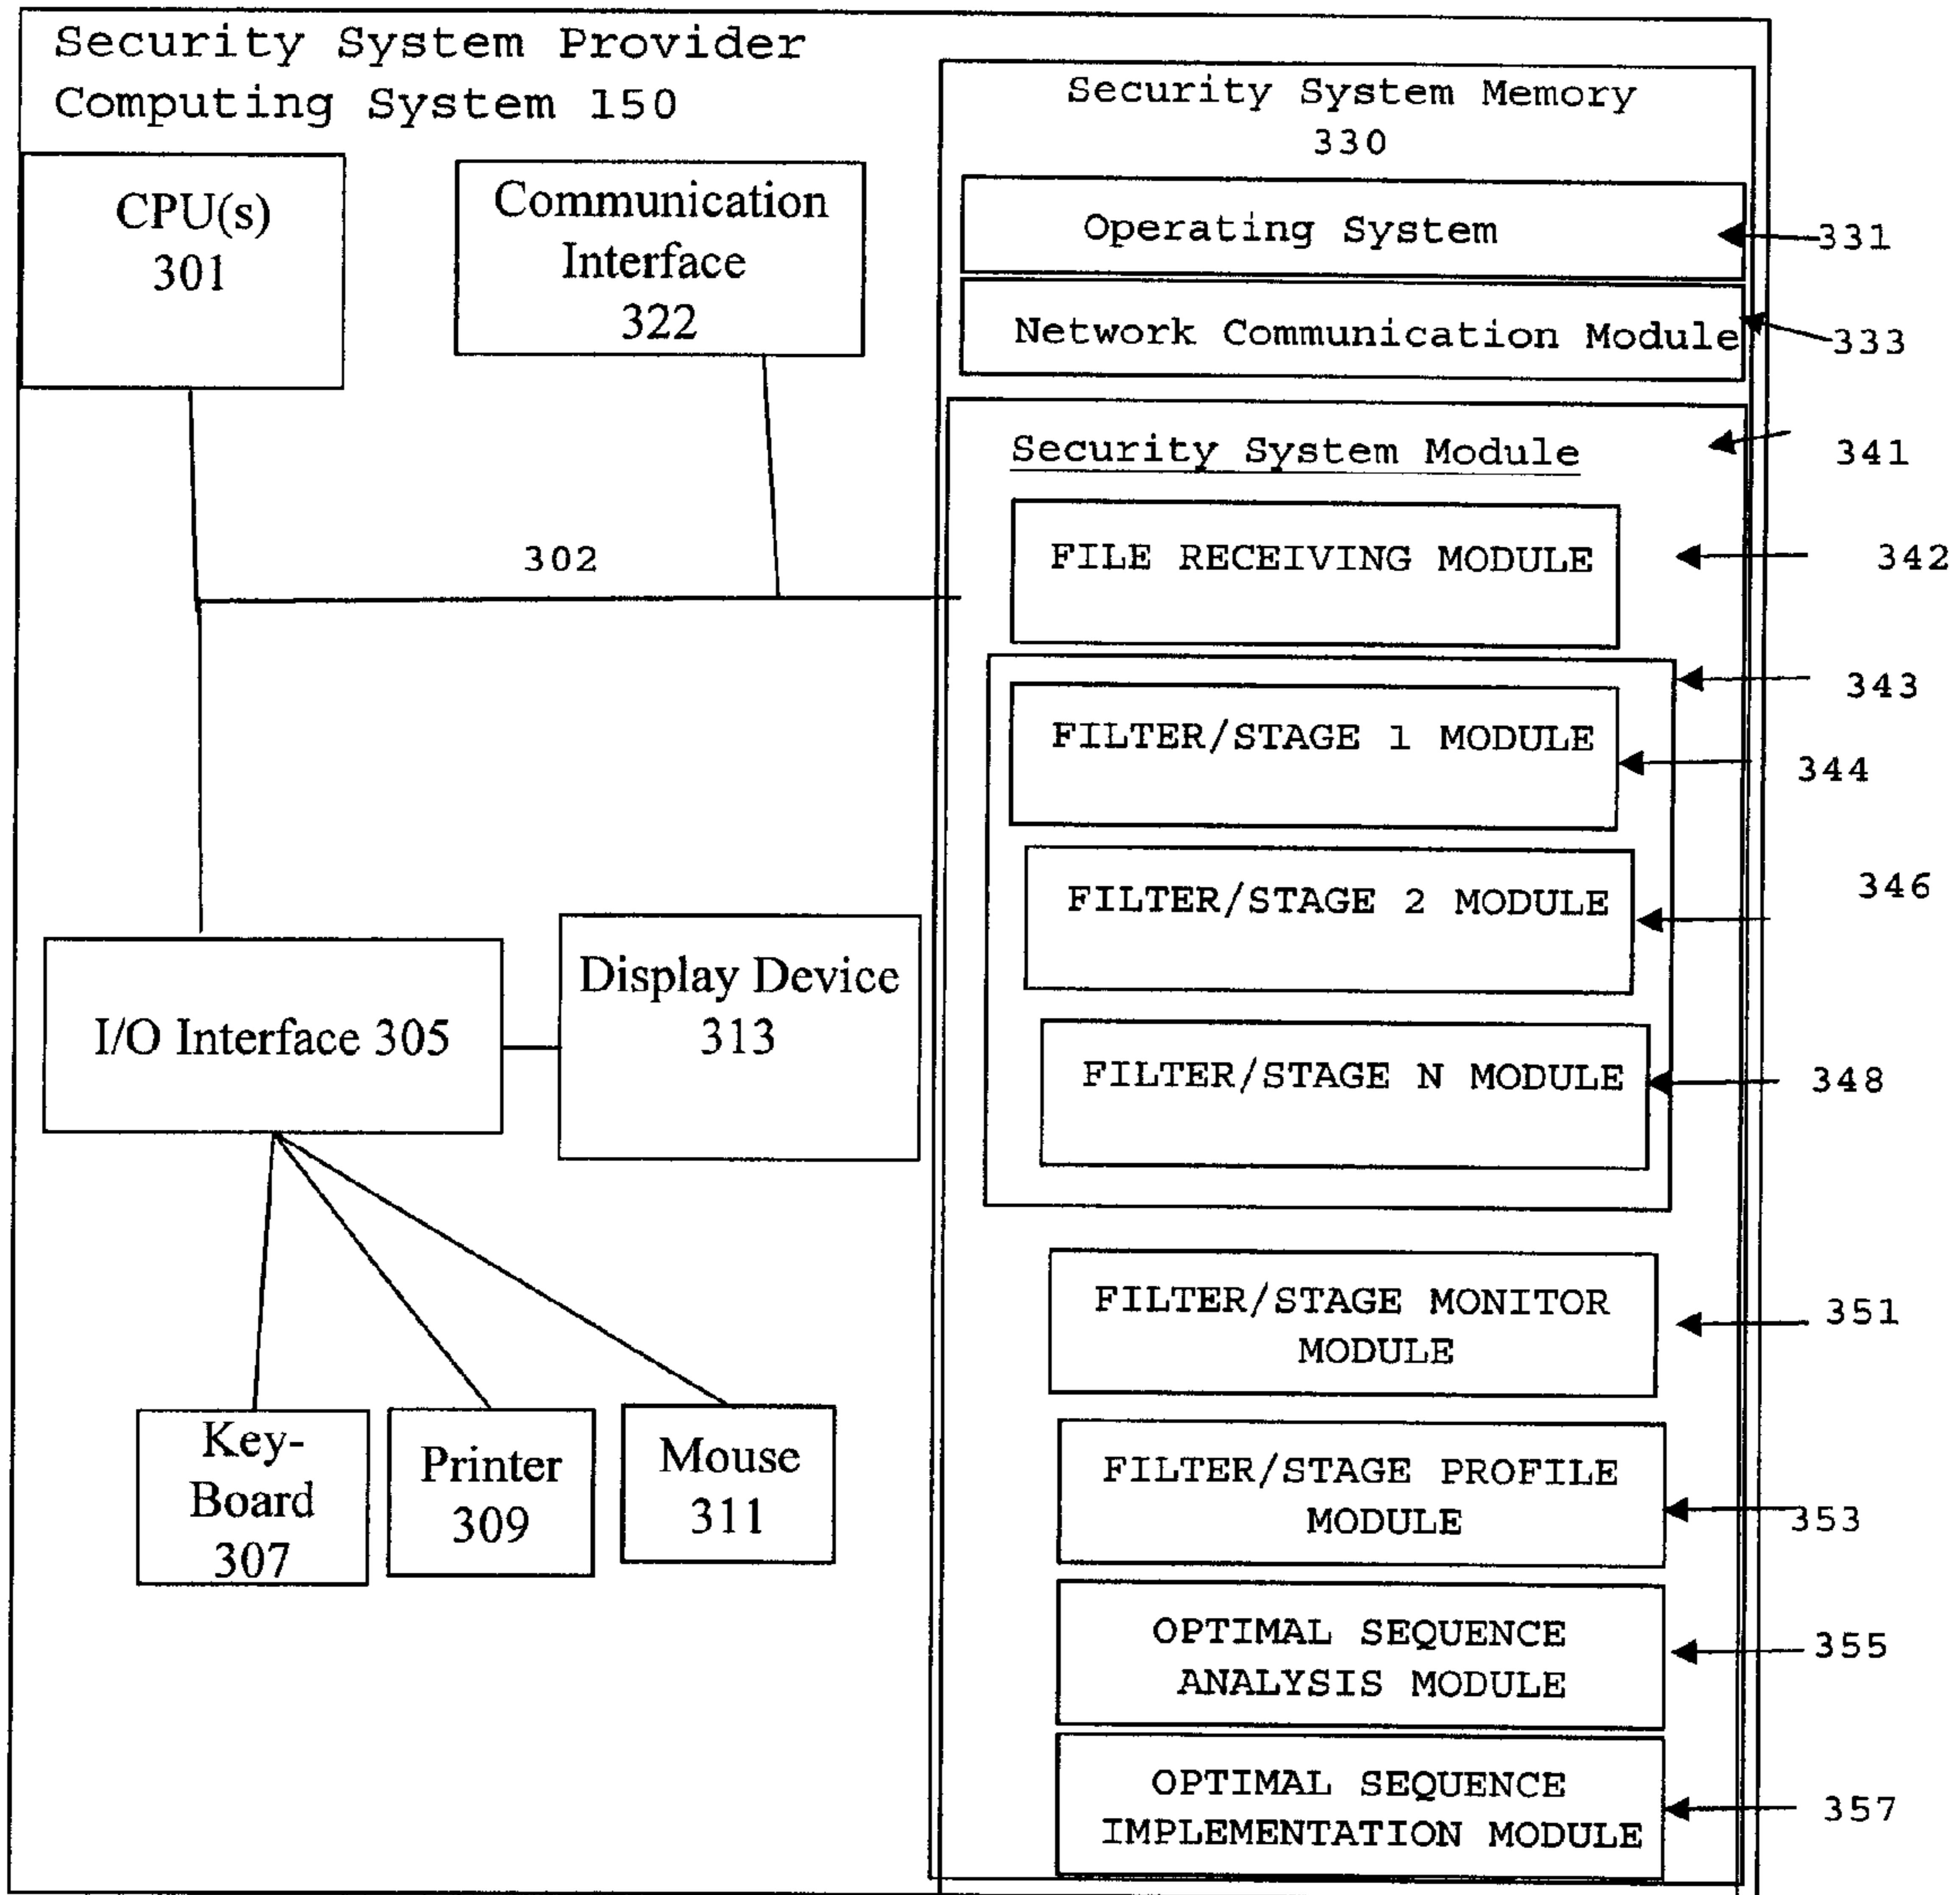 Security System Provider
Computing System 150
CPU(s)
301
Communication
Interface
322
302
I/O Interface 305
Display Device
313
Key-
Board
307
Printer
309
Mouse
311
Security System Memory
330
Operating System
331
Network Communication Module
333
Security System Module
341
FILE RECEIVING MODULE
342
343
FILTER/STAGE 1 MODULE
344
FILTER/STAGE 2 MODULE
346
FILTER/STAGE N MODULE
348
FILTER/STAGE MONITOR
MODULE
351
FILTER/STAGE PROFILE
MODULE
353
OPTIMAL SEQUENCE
ANALYSIS MODULE
355
OPTIMAL SEQUENCE
IMPLEMENTATION MODULE
357